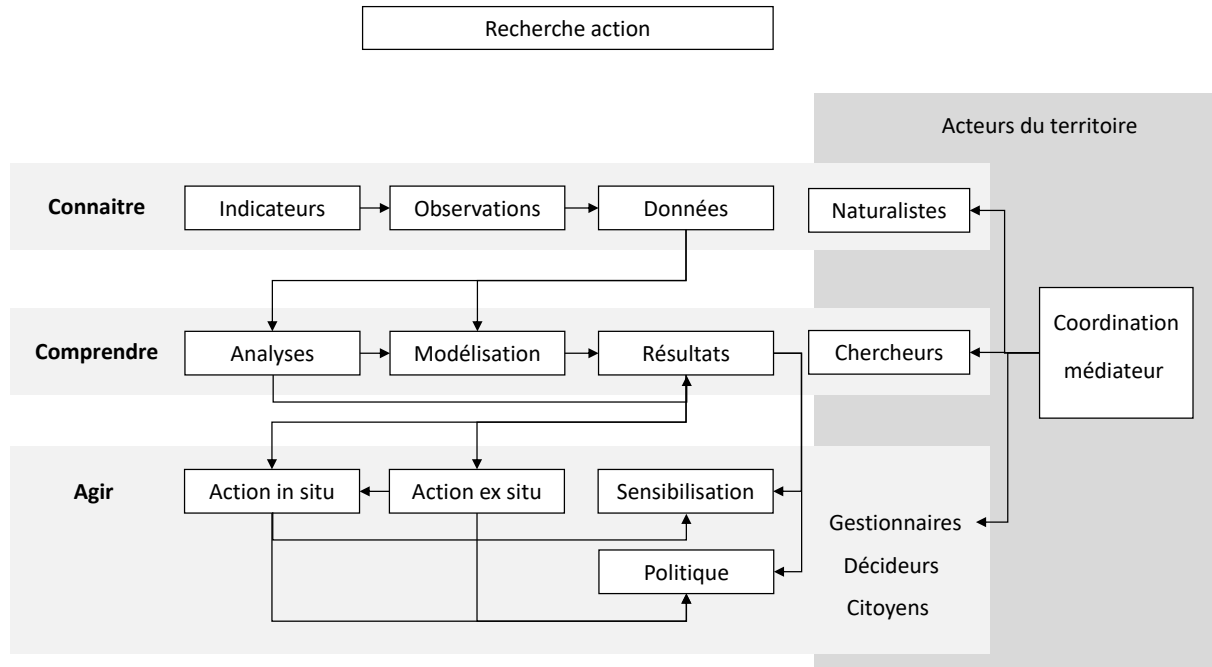 Recherche action
Acteurs du territoire
Connaitre
Indicateurs
Observations
Données
Naturalistes
Comprendre
Analyses
Modélisation
Résultats
Chercheurs
Coordination
médiateur
Agir
Action in situ
Action ex situ
Sensibilisation
Politique
Gestionnaires
Décideurs
Citoyens